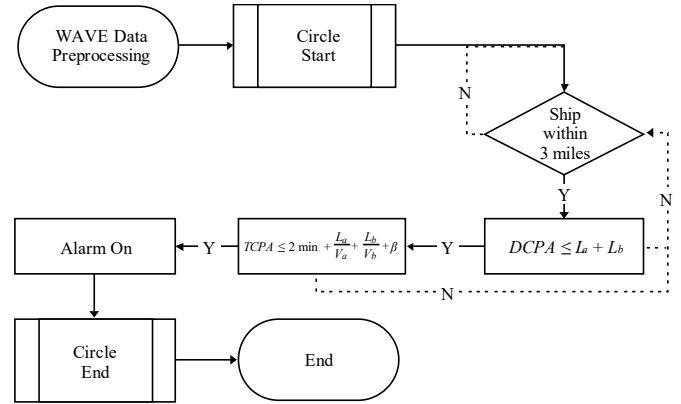 WAVE Data
Preprocessing
Circle
Start
N
Ship
within
3 miles
Y
N
DCPA ≤ La + Lb
Y
TCPA ≤ 2 min + La/Va + Lb/Vb + β
Y
Alarm On
N
Circle
End
End